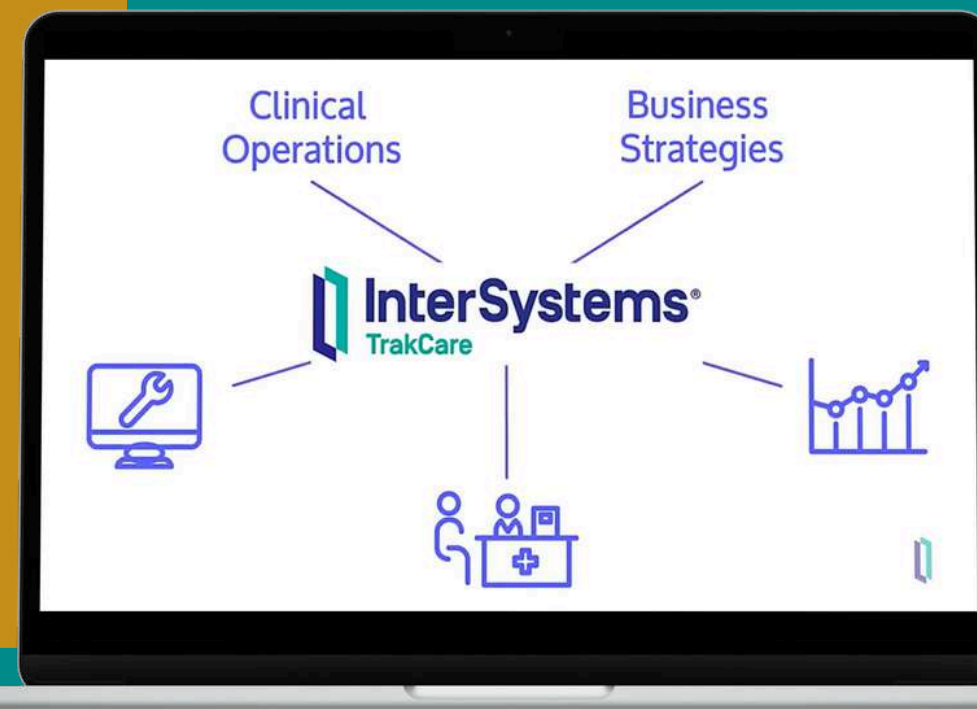 Clinical
Operations
Business
Strategies
InterSystems®
TrakCare